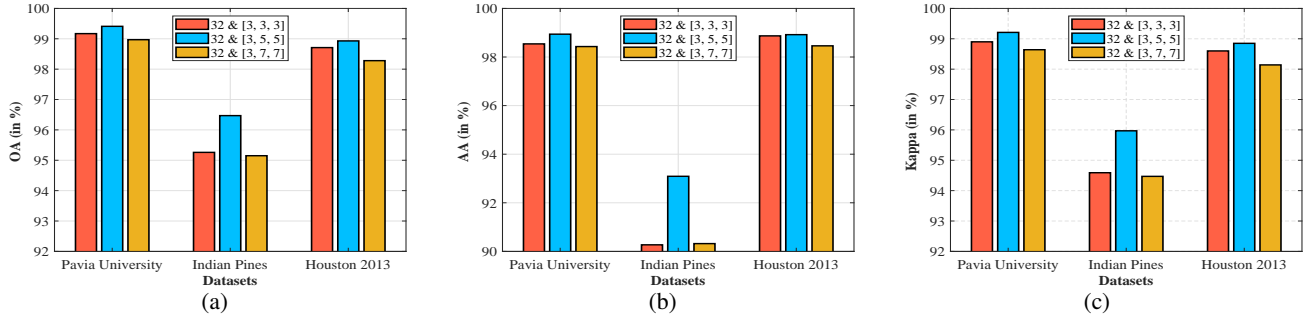 100
99
98
97
96
95
94
93
92
OA (in %)
32 & [3, 3, 3]
32 & [3, 5, 5]
32 & [3, 7, 7]
Pavia University Indian Pines Houston 2013
Datasets
(a)
100
98
96
94
92
90
AA (in %)
32 & [3, 3, 3]
32 & [3, 5, 5]
32 & [3, 7, 7]
Pavia University Indian Pines Houston 2013
Datasets
(b)
100
99
98
97
96
95
94
93
92
Kappa (in %)
32 & [3, 3, 3]
32 & [3, 5, 5]
32 & [3, 7, 7]
Pavia University Indian Pines Houston 2013
Datasets
(c)